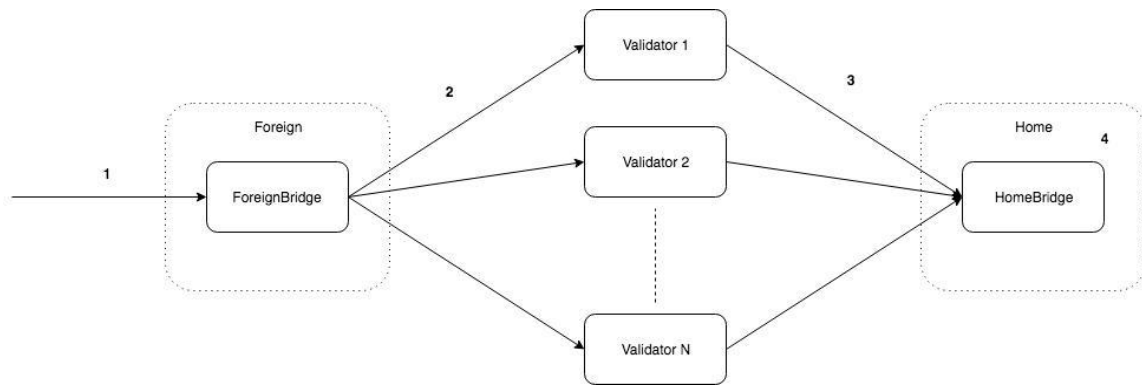 Validator 1
2
3
Foreign
Home
4
1
Validator 2
ForeignBridge
HomeBridge
Validator N